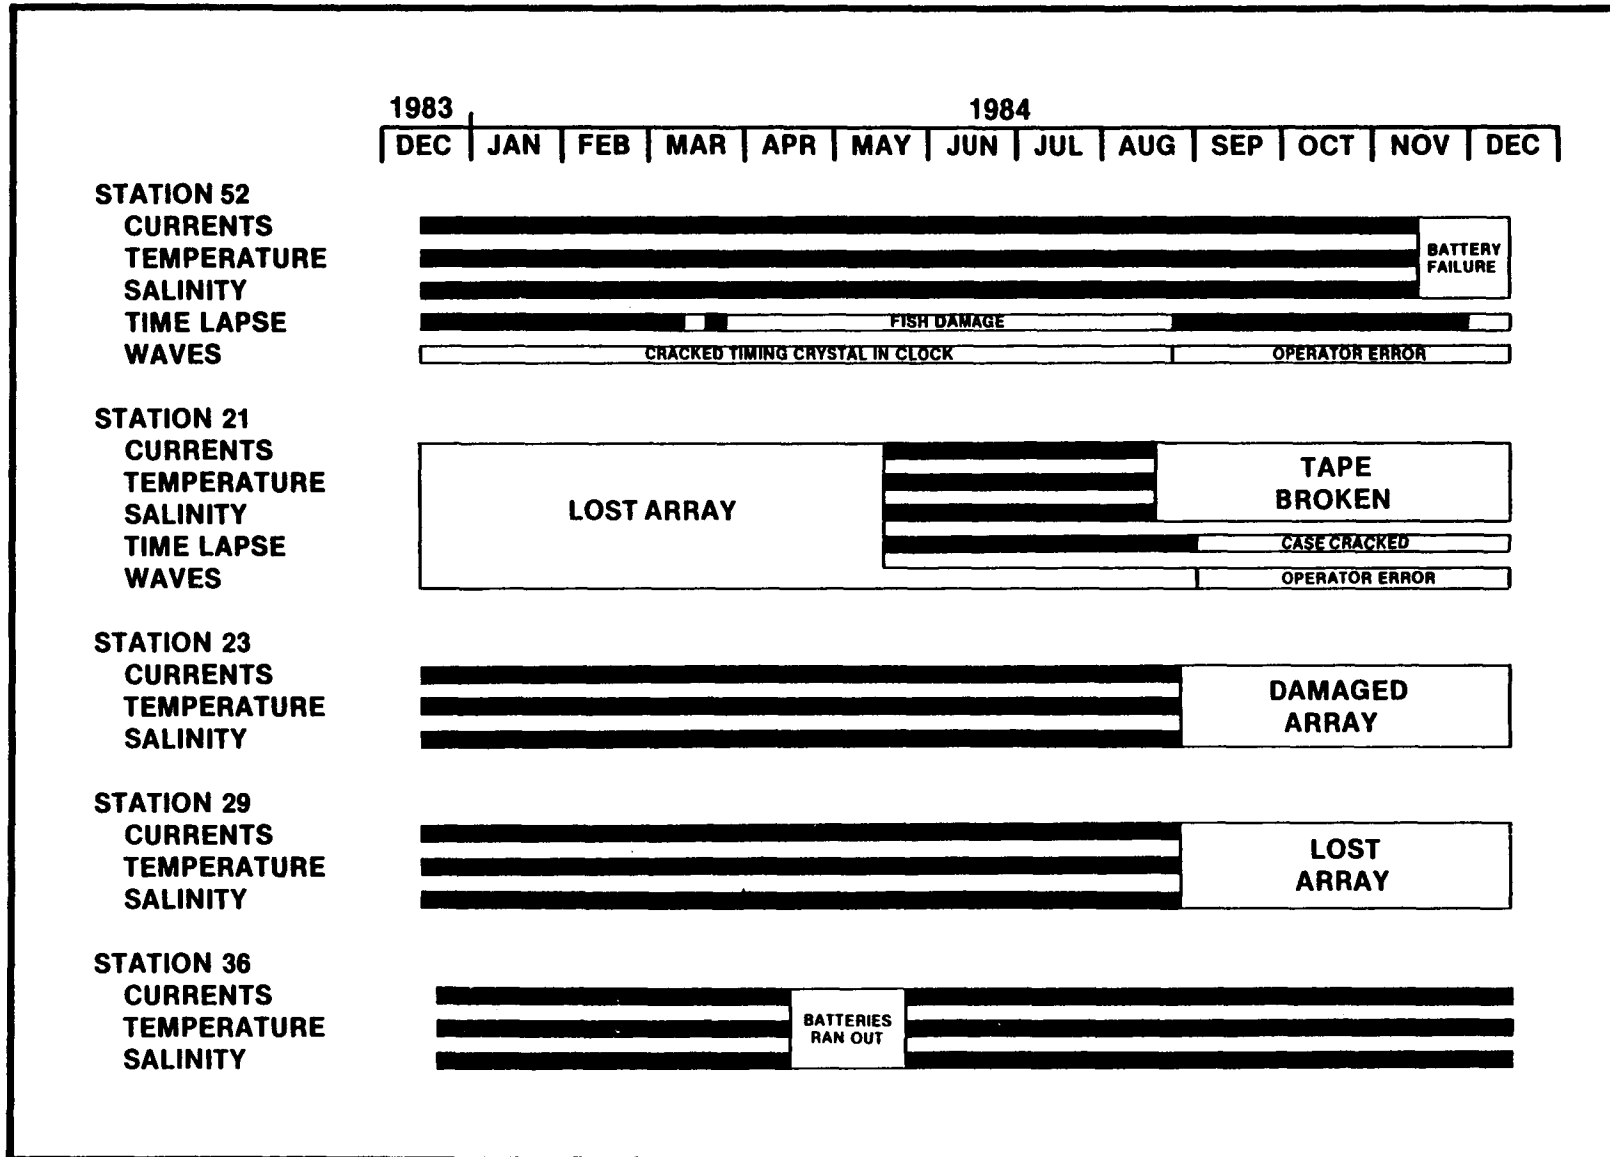 1983 1984
DEC JAN FEB MAR APR MAY JUN JUL AUG SEP OCT NOV DEC
STATION 52
CURRENTS
TEMPERATURE
SALINITY
BATTERY
FAILURE
TIME LAPSE FISH DAMAGE
WAVES CRACKED TIMING CRYSTAL IN CLOCK OPERATOR ERROR
STATION 21
CURRENTS
TEMPERATURE
SALINITY
LOST ARRAY
TAPE
BROKEN
TIME LAPSE CASE CRACKED
WAVES OPERATOR ERROR
STATION 23
CURRENTS
TEMPERATURE
SALINITY
DAMAGED
ARRAY
STATION 29
CURRENTS
TEMPERATURE
SALINITY
LOST
ARRAY
STATION 36
CURRENTS
TEMPERATURE
SALINITY
BATTERIES
RAN OUT